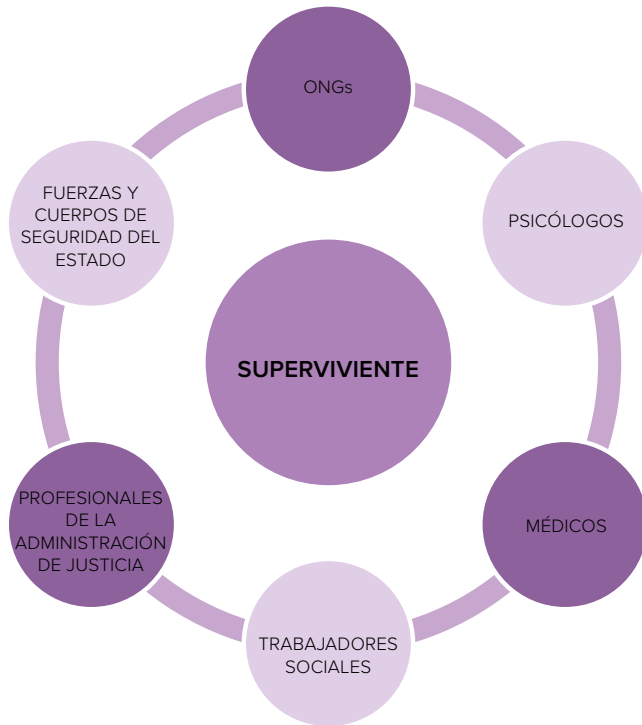 ONGs
PSICÓLOGOS
MÉDICOS
TRABAJADORES
SOCIALES
PROFESIONALES
DE LA
ADMINISTRACIÓN
DE JUSTICIA
FUERZAS Y
CUERPOS DE
SEGURIDAD DEL
ESTADO
SUPERVIVIENTE